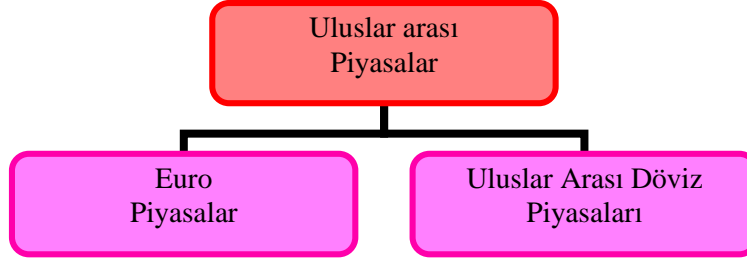 Uluslar arası
Piyasalar
Euro
Piyasalar
Uluslar Arası Döviz
Piyasaları